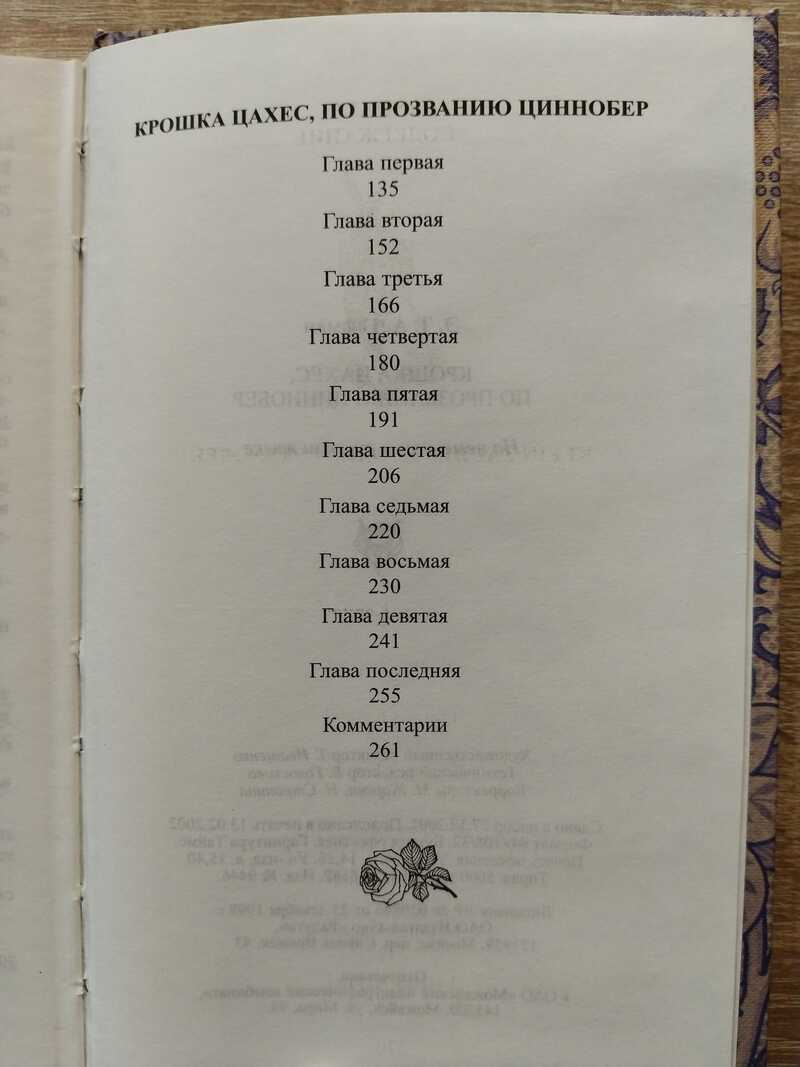 КРОШКА ЦАХЕС, ПО ПРОЗВАНИЮ ЦИННОБЕР
Глава первая
135
Глава вторая
152
Глава третья
166
Глава четвертая
180
Глава пятая
191
Глава шестая
206
Глава седьмая
220
Глава восьмая
230
Глава девятая
241
Глава последняя
255
Комментарии
261